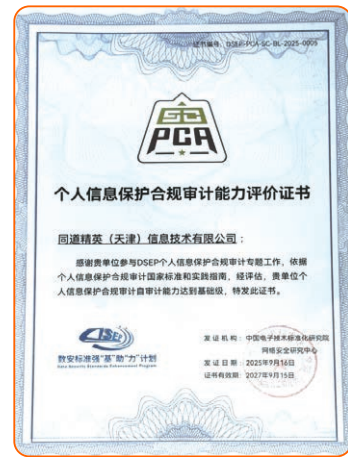 证书编号：DSEP-PCA-SC-BL-2025-0005
PCA
个人信息保护合规审计能力评价证书
同道精英（天津）信息技术有限公司：
感谢贵单位参与DSEP个人信息保护合规审计专题工作，依据
个人信息保护合规审计国家标准和实践指南，经评估，贵单位个
人信息保护合规审计自审计能力达到基础级，特发此证书。
DSEP
数安标准强“基”助“力”计划
Data Security Standards Enhancement Program
发证机构：中国电子技术标准化研究院
网络安全研究中心
发证日期：2025年9月16日
证书有效期：2027年9月15日